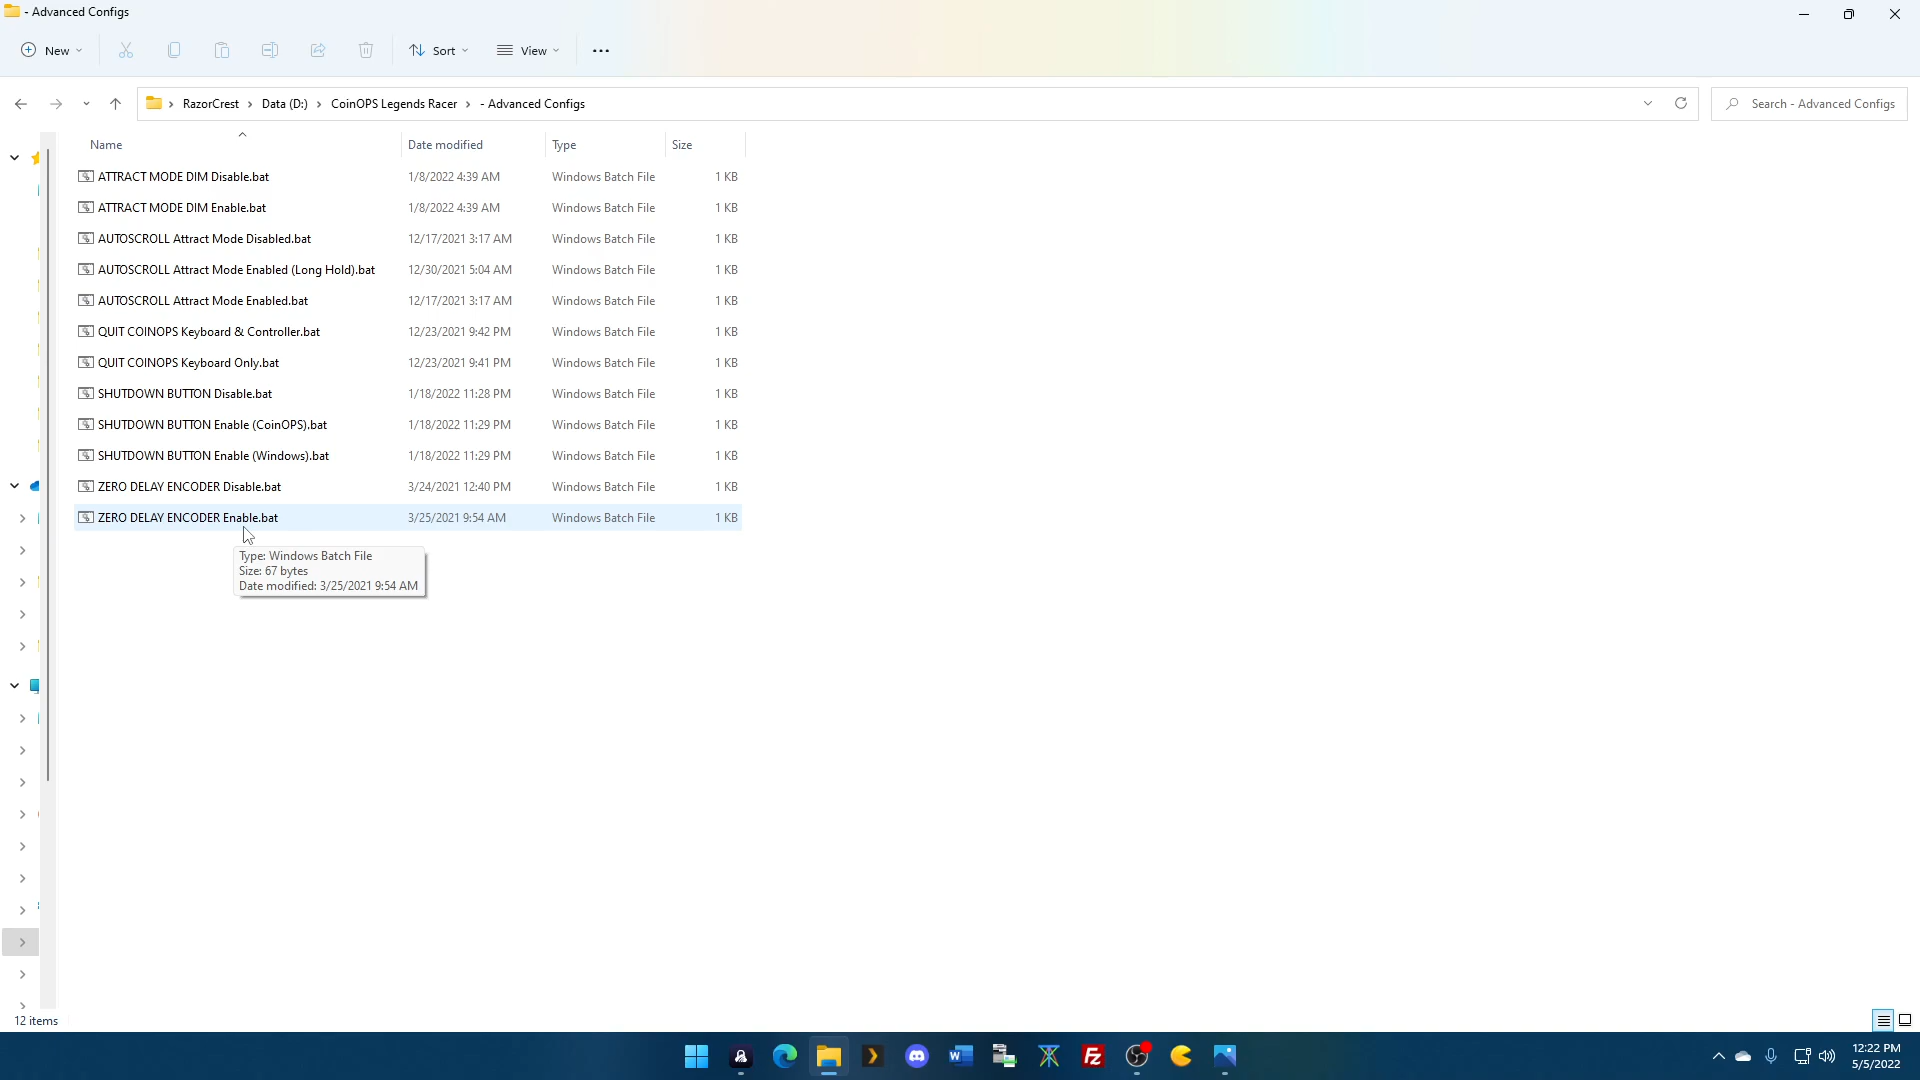 - Advanced Configs
New
Sort
View
RazorCrest > Data (D:) > CoinOPS Legends Racer > - Advanced Configs
Search - Advanced Configs
Name Date modified Type Size
ATTRACT MODE DIM Disable.bat 1/8/2022 4:39 AM Windows Batch File 1 KB
ATTRACT MODE DIM Enable.bat 1/8/2022 4:39 AM Windows Batch File 1 KB
AUTOSCROLL Attract Mode Disabled.bat 12/17/2021 3:17 AM Windows Batch File 1 KB
AUTOSCROLL Attract Mode Enabled (Long Hold).bat 12/30/2021 5:04 AM Windows Batch File 1 KB
AUTOSCROLL Attract Mode Enabled.bat 12/17/2021 3:17 AM Windows Batch File 1 KB
QUIT COINOPS Keyboard & Controller.bat 12/23/2021 9:42 PM Windows Batch File 1 KB
QUIT COINOPS Keyboard Only.bat 12/23/2021 9:41 PM Windows Batch File 1 KB
SHUTDOWN BUTTON Disable.bat 1/18/2022 11:28 PM Windows Batch File 1 KB
SHUTDOWN BUTTON Enable (CoinOPS).bat 1/18/2022 11:29 PM Windows Batch File 1 KB
SHUTDOWN BUTTON Enable (Windows).bat 1/18/2022 11:29 PM Windows Batch File 1 KB
ZERO DELAY ENCODER Disable.bat 3/24/2021 12:40 PM Windows Batch File 1 KB
ZERO DELAY ENCODER Enable.bat 3/25/2021 9:54 AM Windows Batch File 1 KB
Type: Windows Batch File
Size: 67 bytes
Date modified: 3/25/2021 9:54 AM
12 items
12:22 PM
5/5/2022